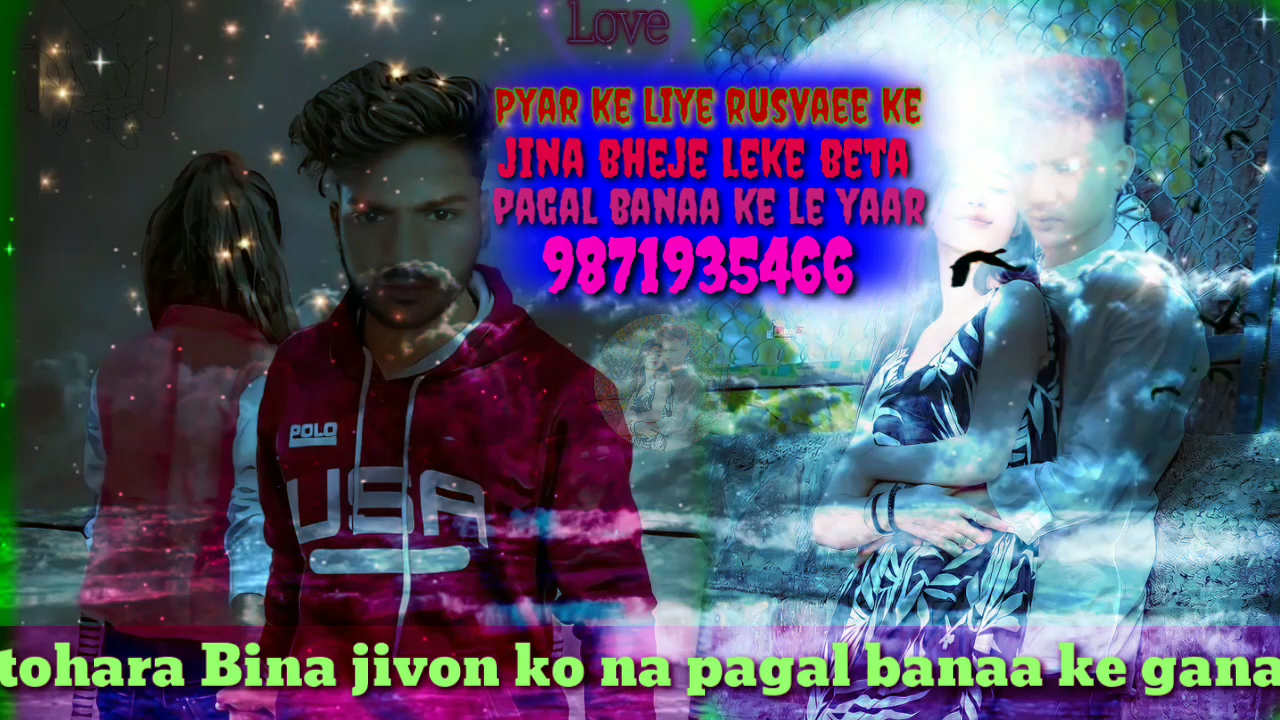 Love
PYAR KE LIYE RUSVAEE KE
JINA BHEJE LEKE BETA
PAGAL BANAA KE LE YAAR
9871935466
POLO
USA
tohara Bina jivon ko na pagal banaa ke gana